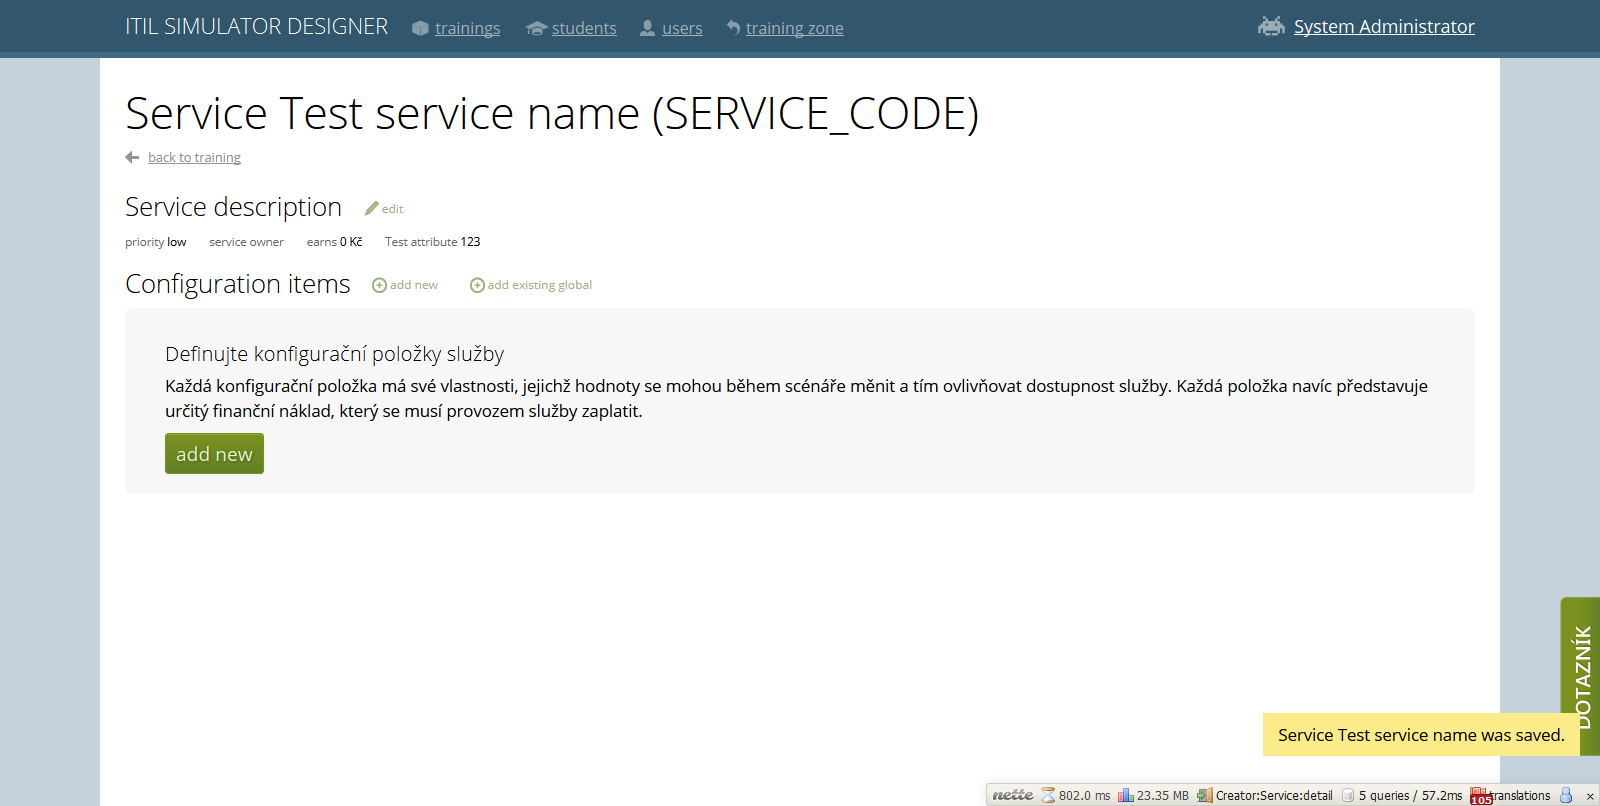 ITIL SIMULATOR DESIGNER trainings students users training zone System Administrator
Service Test service name (SERVICE_CODE)
back to training
Service description edit
priority low service owner earns 0 Kč Test attribute 123
Configuration items add new add existing global
Definujte konfigurační položky služby
Každá konfigurační položka má své vlastnosti, jejichž hodnoty se mohou během scénáře měnit a tím ovlivňovat dostupnost služby. Každá položka navíc představuje
určitý finanční náklad, který se musí provozem služby zaplatit.
add new
DOTAZNÍK
Service Test service name was saved.
nette 802.0 ms 23.35 MB Creator:Service:detail 5 queries / 57.2ms 105 translations ×